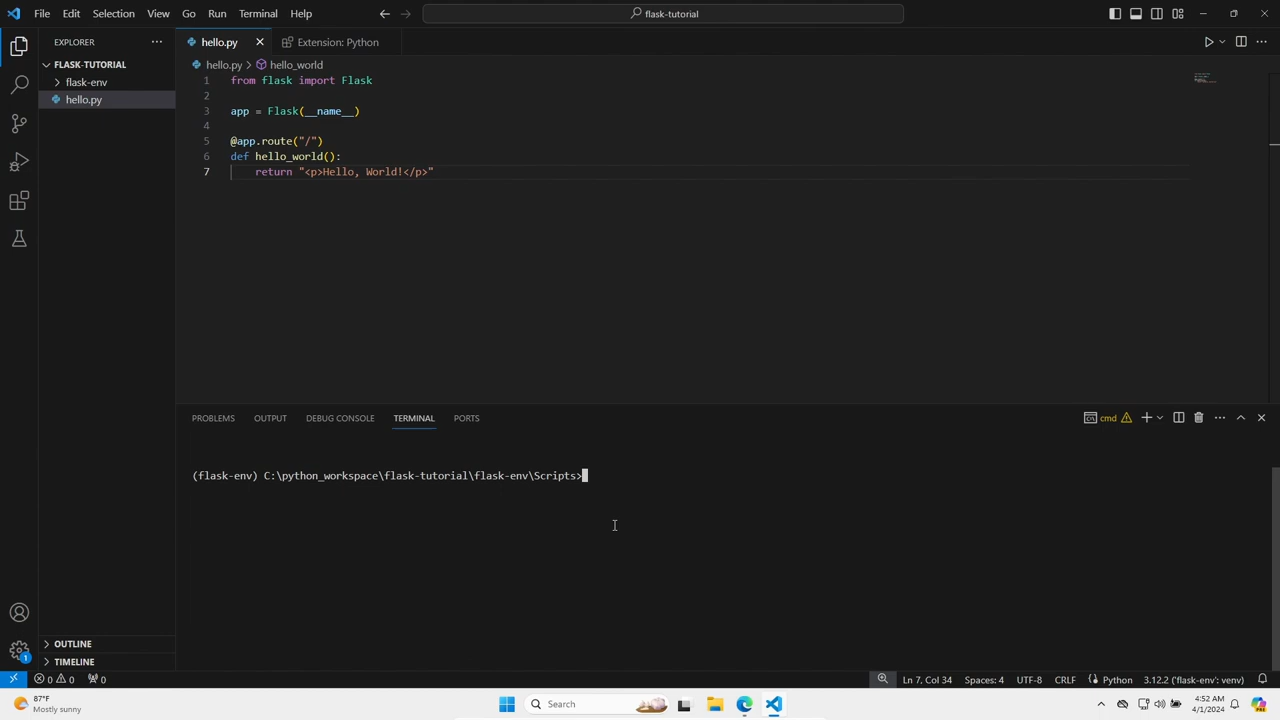 File Edit Selection View Go Run Terminal Help
flask-tutorial
EXPLORER
hello.py
Extension: Python
FLASK-TUTORIAL
flask-env
hello.py
hello.py > hello_world
1 from flask import Flask
2
3 app = Flask(__name__)
4
5 @app.route("/")
6 def hello_world():
7     return "<p>Hello, World!</p>"
PROBLEMS OUTPUT DEBUG CONSOLE TERMINAL PORTS
cmd
(flask-env) C:\python_workspace\flask-tutorial\flask-env\Scripts>
OUTLINE
TIMELINE
1
0 0 0
Ln 7, Col 34 Spaces: 4 UTF-8 CRLF Python 3.12.2 ('flask-env': venv)
87°F
Mostly sunny
Search
4:52 AM
4/1/2024